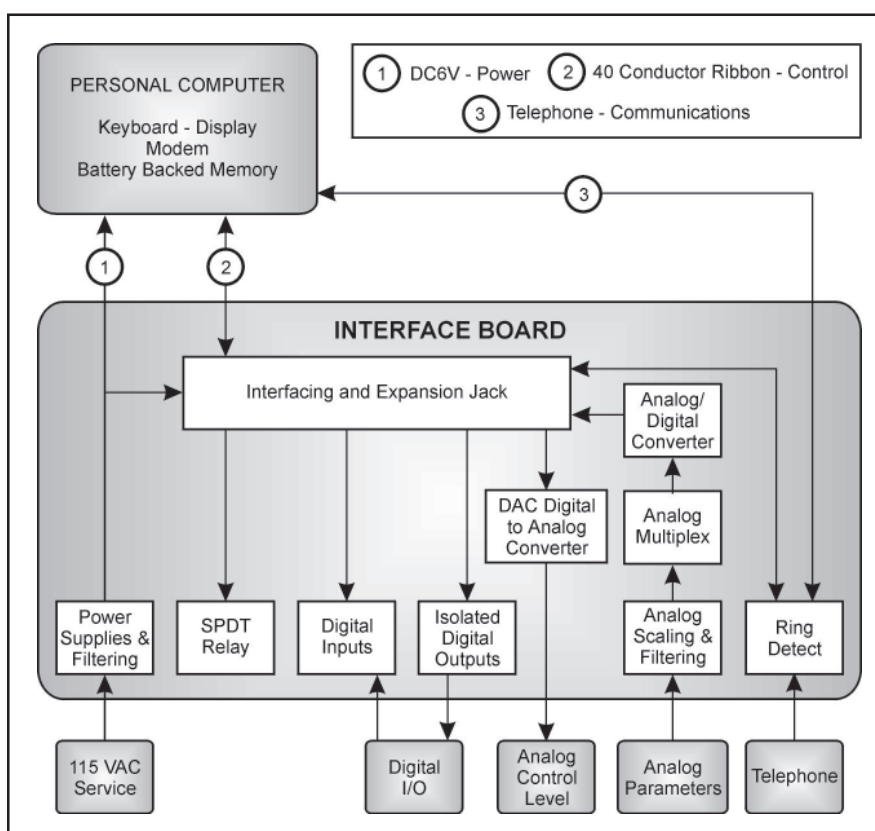 PERSONAL COMPUTER
Keyboard - Display
Modem
Battery Backed Memory
1 DC6V - Power 2 40 Conductor Ribbon - Control
3 Telephone - Communications
3
1
2
INTERFACE BOARD
Interfacing and Expansion Jack
Analog/
Digital
Converter
DAC Digital
to Analog
Converter
Analog
Multiplex
Power
Supplies &
Filtering
SPDT
Relay
Digital
Inputs
Isolated
Digital
Outputs
Analog
Scaling &
Filtering
Ring
Detect
115 VAC
Service
Digital
I/O
Analog
Control
Level
Analog
Parameters
Telephone